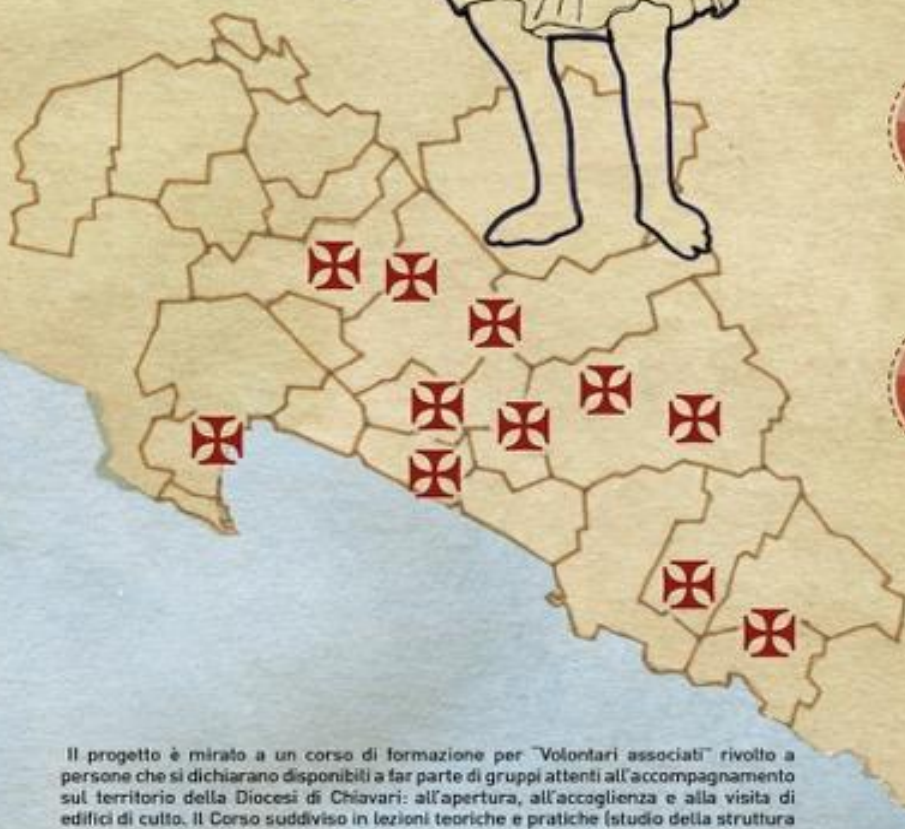 Il progetto è mirato a un corso di formazione per "Volontari associati" rivolto a
persone che si dichiarano disponibili a far parte di gruppi attenti all'accompagnamento
sul territorio della Diocesi di Chiavari: all'apertura, all'accoglienza e alla visita di
edifici di culto. Il Corso suddiviso in lezioni teoriche e pratiche (studio della struttura